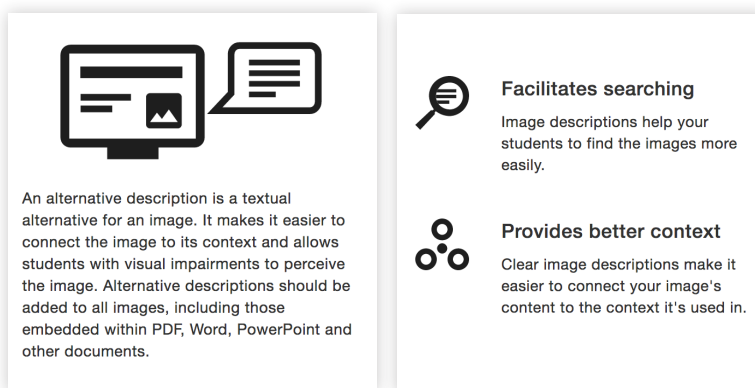 An alternative description is a textual
alternative for an image. It makes it easier to
connect the image to its context and allows
students with visual impairments to perceive
the image. Alternative descriptions should be
added to all images, including those
embedded within PDF, Word, PowerPoint and
other documents.
Facilitates searching
Image descriptions help your
students to find the images more
easily.
Provides better context
Clear image descriptions make it
easier to connect your image's
content to the context it's used in.